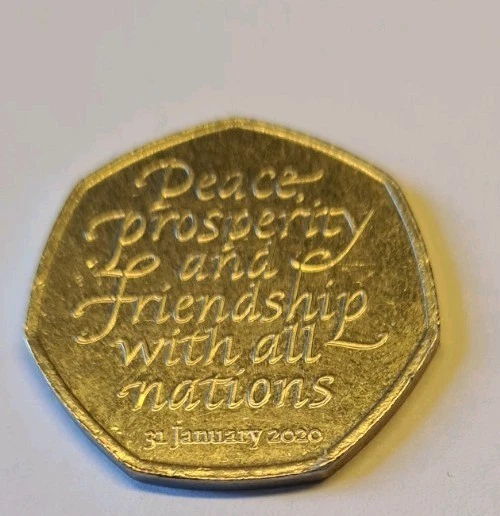 Peace,
prosperity
and
friendship
with all
nations
31 January 2020